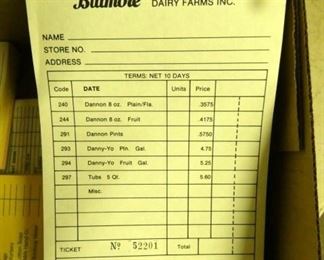 Biltmore DAIRY FARMS INC.
NAME
STORE NO.
ADDRESS
TERMS: NET 10 DAYS
Code DATE Units Price
240 Dannon 8 oz. Plain/Fla. .3575
244 Dannon 8 oz. Fruit .4175
291 Dannon Pints .5750
293 Danny-Yo Pln. Gal. 4.75
294 Danny-Yo Fruit Gal. 5.25
297 Tubs 5 Qt. 5.60
Misc.
TICKET Nº 52201 Total